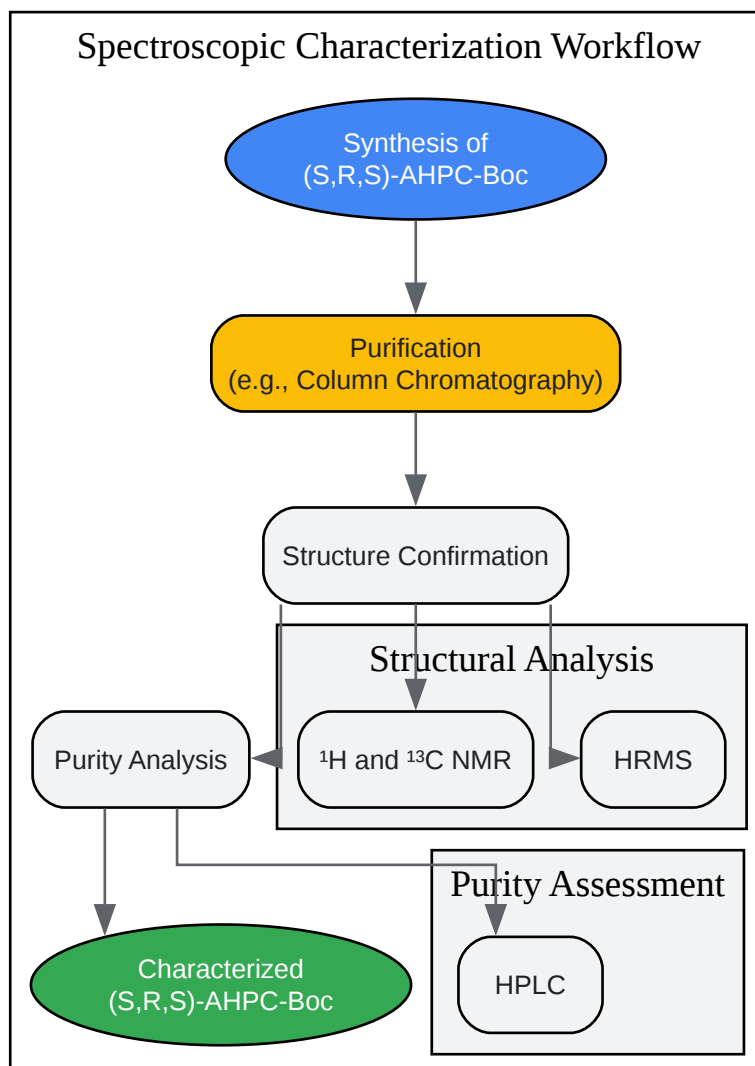 Spectroscopic Characterization Workflow
Synthesis of
(S,R,S)-AHPC-Boc
Purification
(e.g., Column Chromatography)
Structure Confirmation
Structural Analysis
Purity Analysis
¹H and ¹³C NMR
HRMS
Purity Assessment
Characterized
(S,R,S)-AHPC-Boc
HPLC